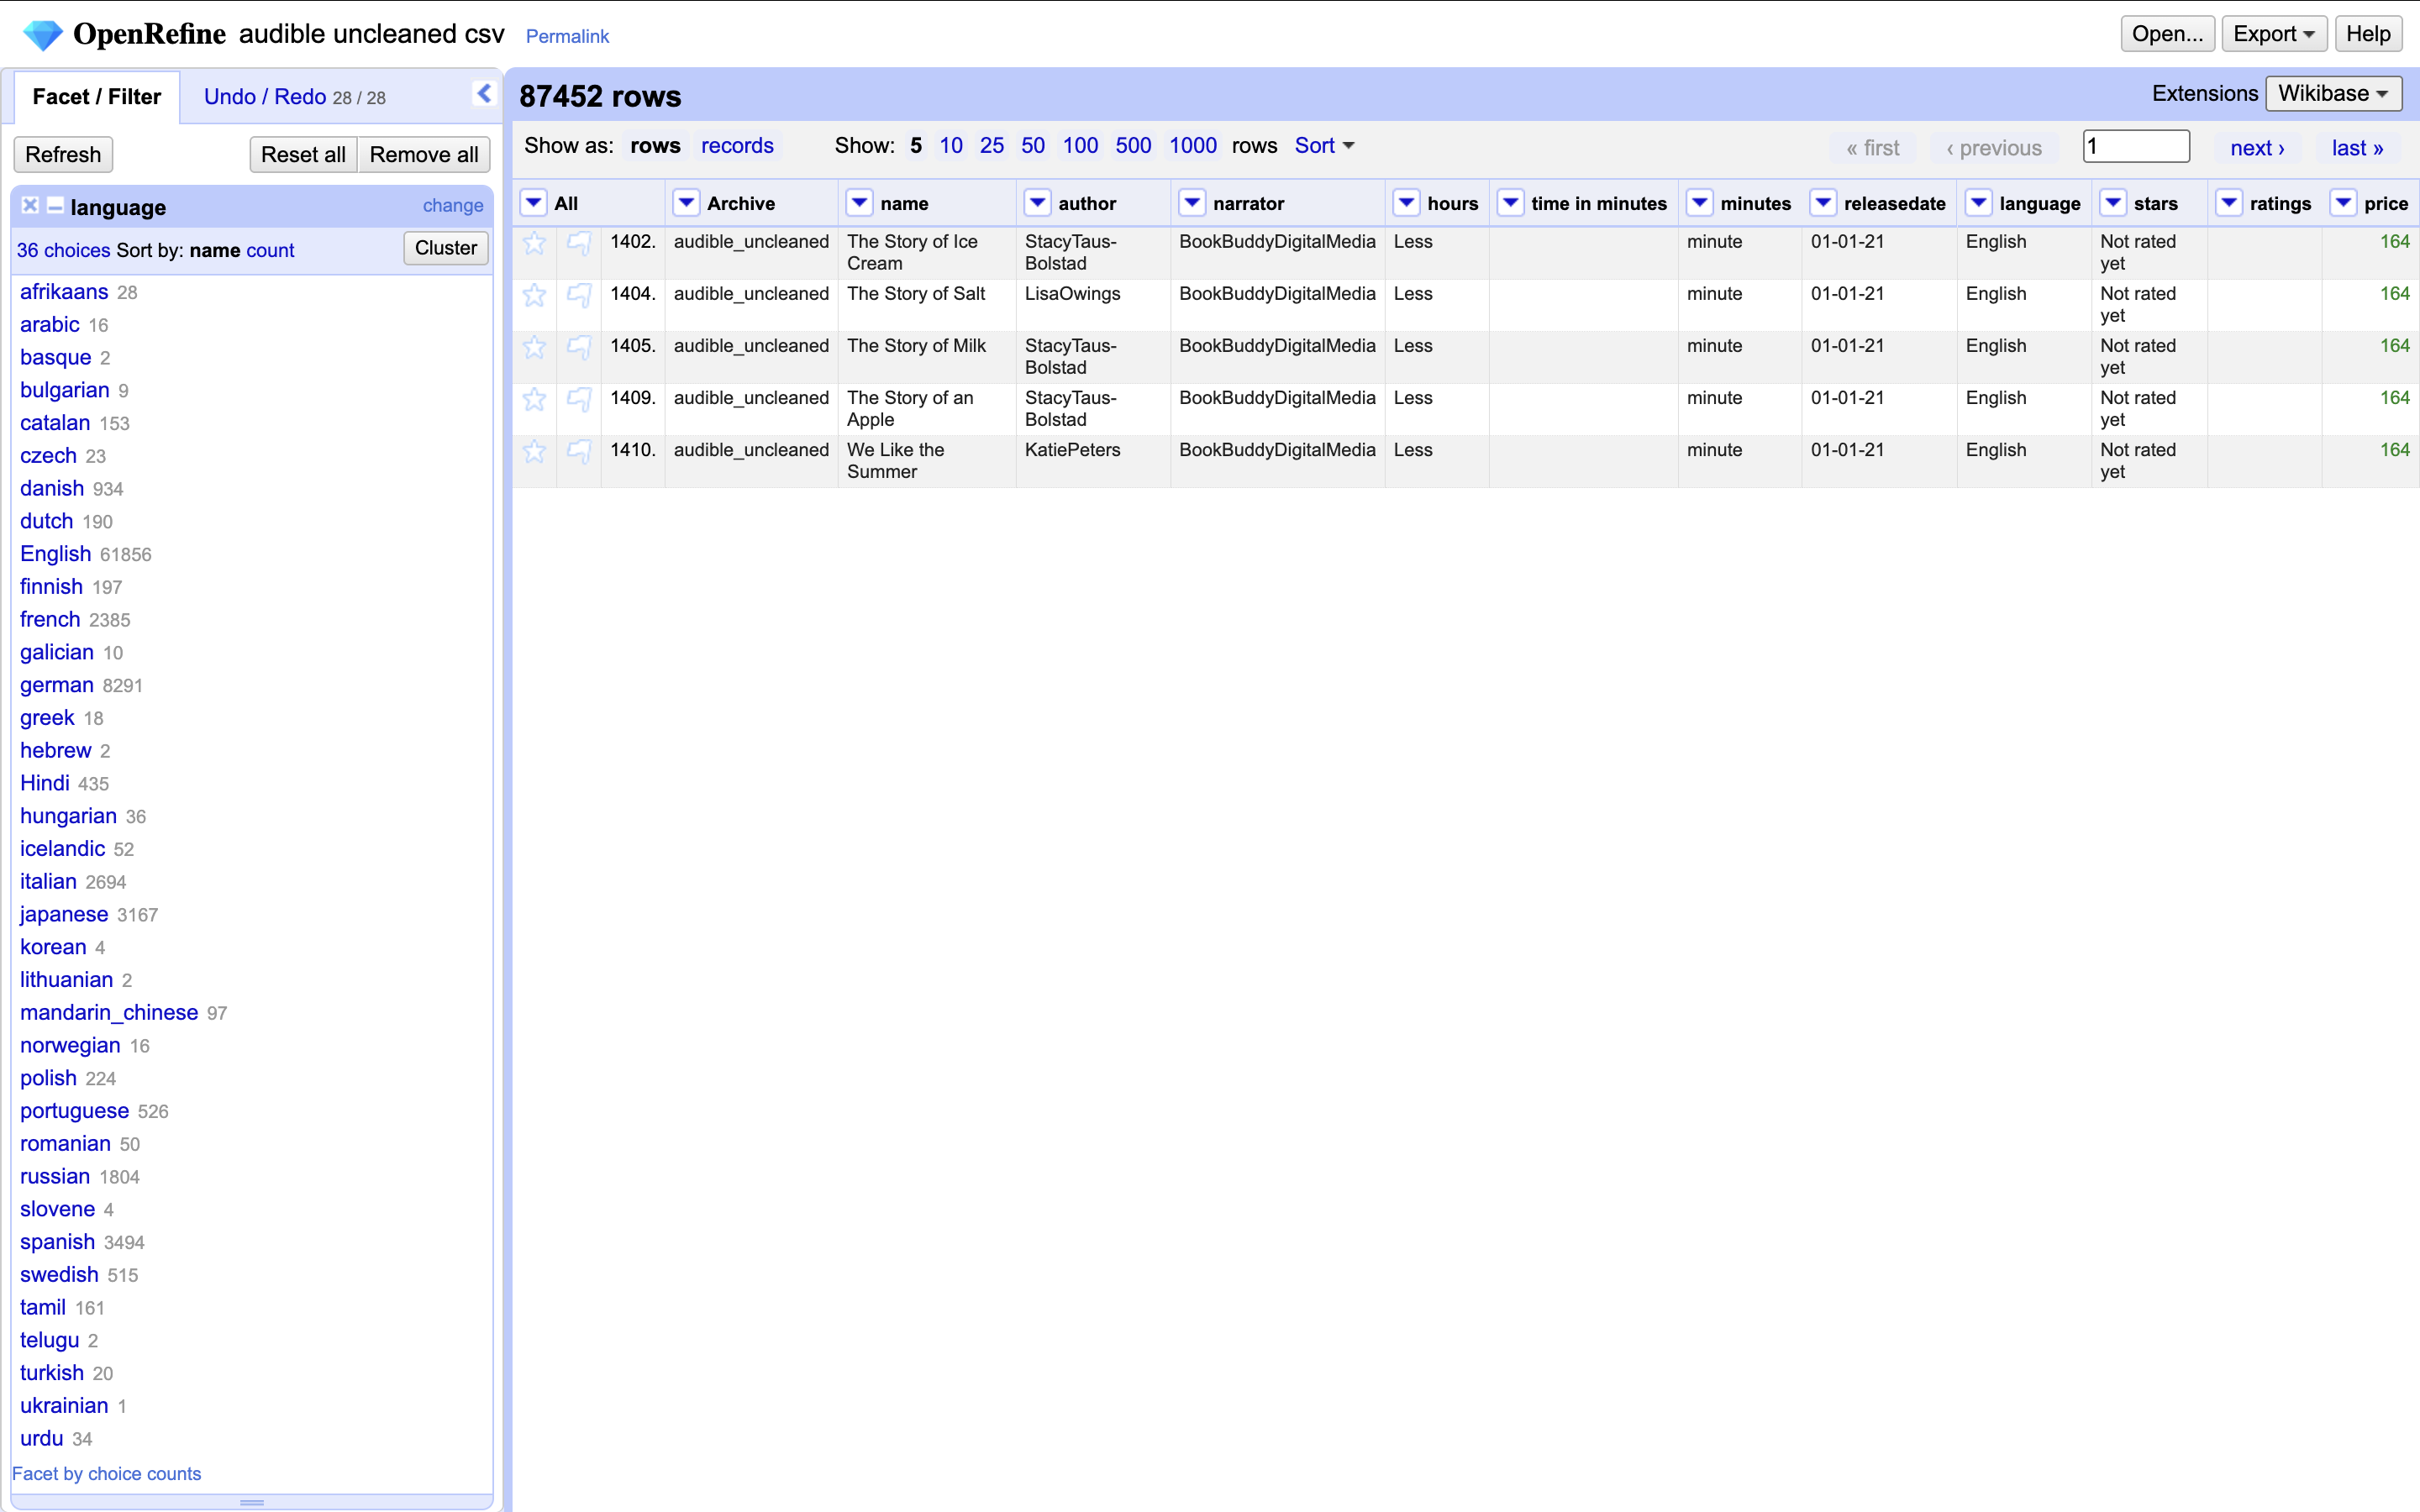 OpenRefine audible uncleaned csv Permalink
Open... Export Help
Facet / Filter Undo / Redo 28 / 28
Refresh Reset all Remove all
language change
36 choices Sort by: name count Cluster
afrikaans 28
arabic 16
basque 2
bulgarian 9
catalan 153
czech 23
danish 934
dutch 190
English 61856
finnish 197
french 2385
galician 10
german 8291
greek 18
hebrew 2
Hindi 435
hungarian 36
icelandic 52
italian 2694
japanese 3167
korean 4
lithuanian 2
mandarin_chinese 97
norwegian 16
polish 224
portuguese 526
romanian 50
russian 1804
slovene 4
spanish 3494
swedish 515
tamil 161
telugu 2
turkish 20
ukrainian 1
urdu 34
Facet by choice counts
87452 rows Extensions Wikibase
Show as: rows records Show: 5 10 25 50 100 500 1000 rows Sort « first ‹ previous 1 next › last »
All Archive name author narrator hours time in minutes minutes releasedate language stars ratings price
1402. audible_uncleaned The Story of Ice StacyTaus- BookBuddyDigitalMedia Less minute 01-01-21 English Not rated 164
Cream Bolstad yet
1404. audible_uncleaned The Story of Salt LisaOwings BookBuddyDigitalMedia Less minute 01-01-21 English Not rated 164
yet
1405. audible_uncleaned The Story of Milk StacyTaus- BookBuddyDigitalMedia Less minute 01-01-21 English Not rated 164
Bolstad yet
1409. audible_uncleaned The Story of an StacyTaus- BookBuddyDigitalMedia Less minute 01-01-21 English Not rated 164
Apple Bolstad yet
1410. audible_uncleaned We Like the KatiePeters BookBuddyDigitalMedia Less minute 01-01-21 English Not rated 164
Summer yet